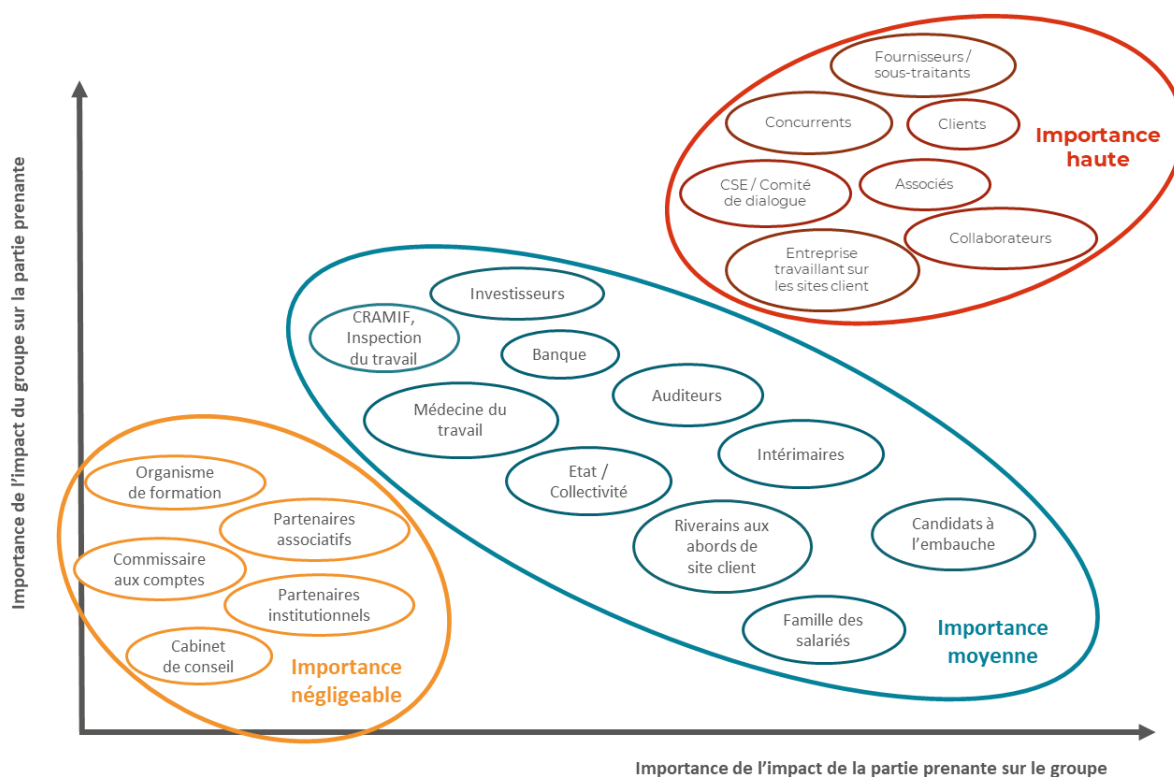 Fournisseurs /
sous-traitants
Concurrents
Clients
Importance
haute
CSE / Comité
de dialogue
Associés
Collaborateurs
Entreprise
travaillant sur
les sites client
Investisseurs
CRAMIF,
Inspection
du travail
Banque
Auditeurs
Médecine du
travail
Intérimaires
Etat /
Collectivité
Riverains aux
abords de
site client
Candidats à
l'embauche
Famille des
salariés
Importance
moyenne
Organisme
de formation
Partenaires
associatifs
Commissaire
aux comptes
Partenaires
institutionnels
Cabinet
de conseil
Importance
négligeable
Importance de l'impact du groupe sur la partie prenante
Importance de l'impact de la partie prenante sur le groupe